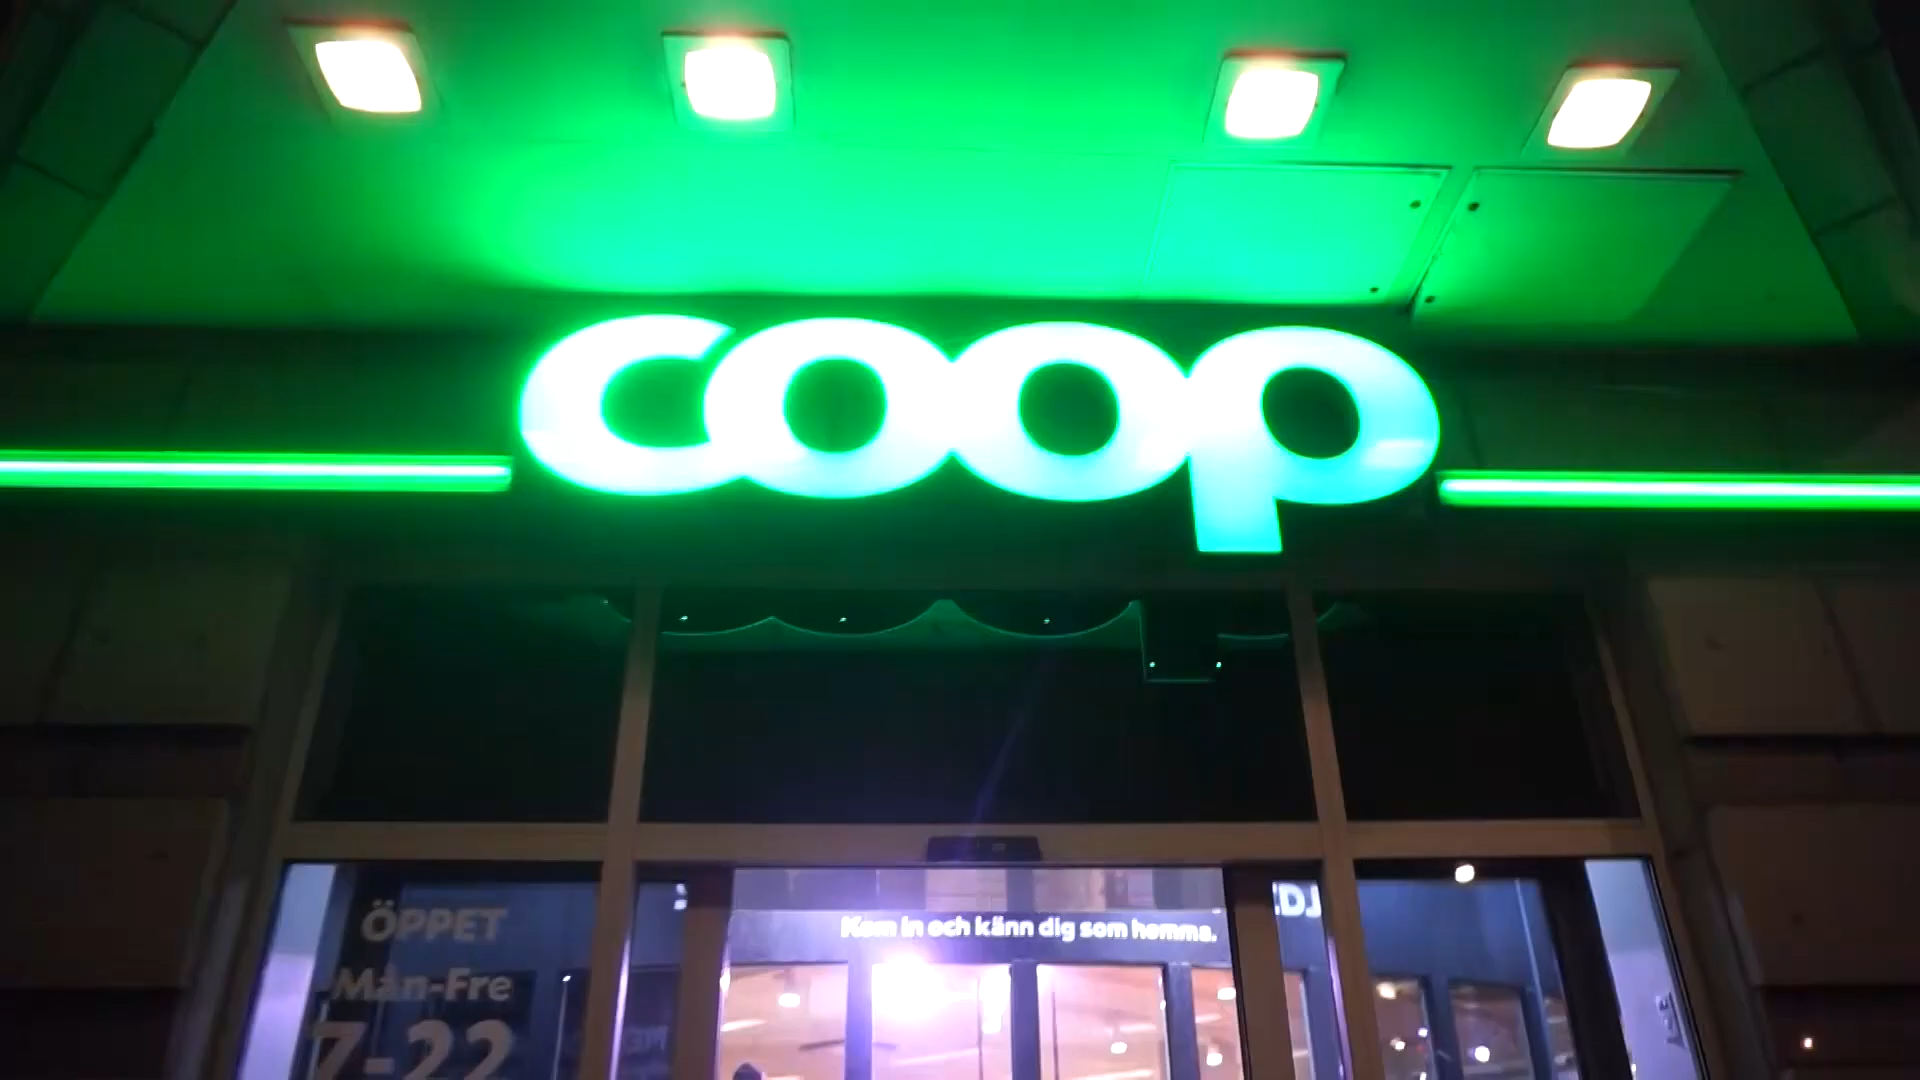 coop
Kom in och känn dig som hemma.
ÖPPET
Mån-Fre
7-22